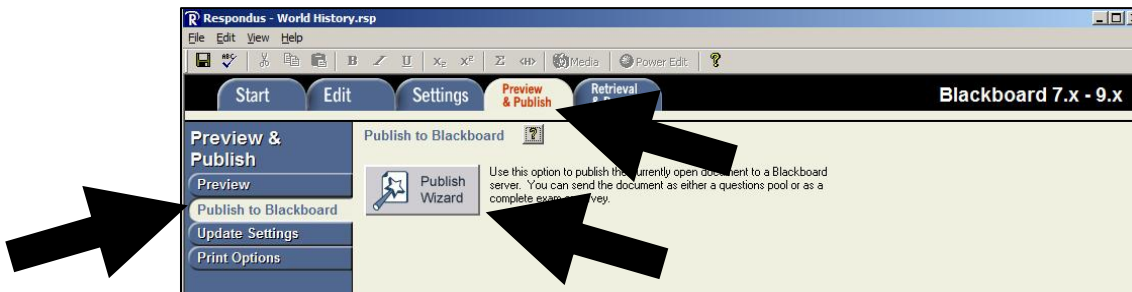 Respondus - World History.rsp
File Edit View Help
ABC B I U X₂ X² Σ <H> Media Power Edit ?
Start Edit Settings Preview & Publish Retrieval
Blackboard 7.x - 9.x
Preview & Publish
Publish to Blackboard ?
Preview
Publish to Blackboard
Update Settings
Print Options
Publish Wizard
Use this option to publish the currently open document to a Blackboard
server. You can send the document as either a questions pool or as a
complete exam